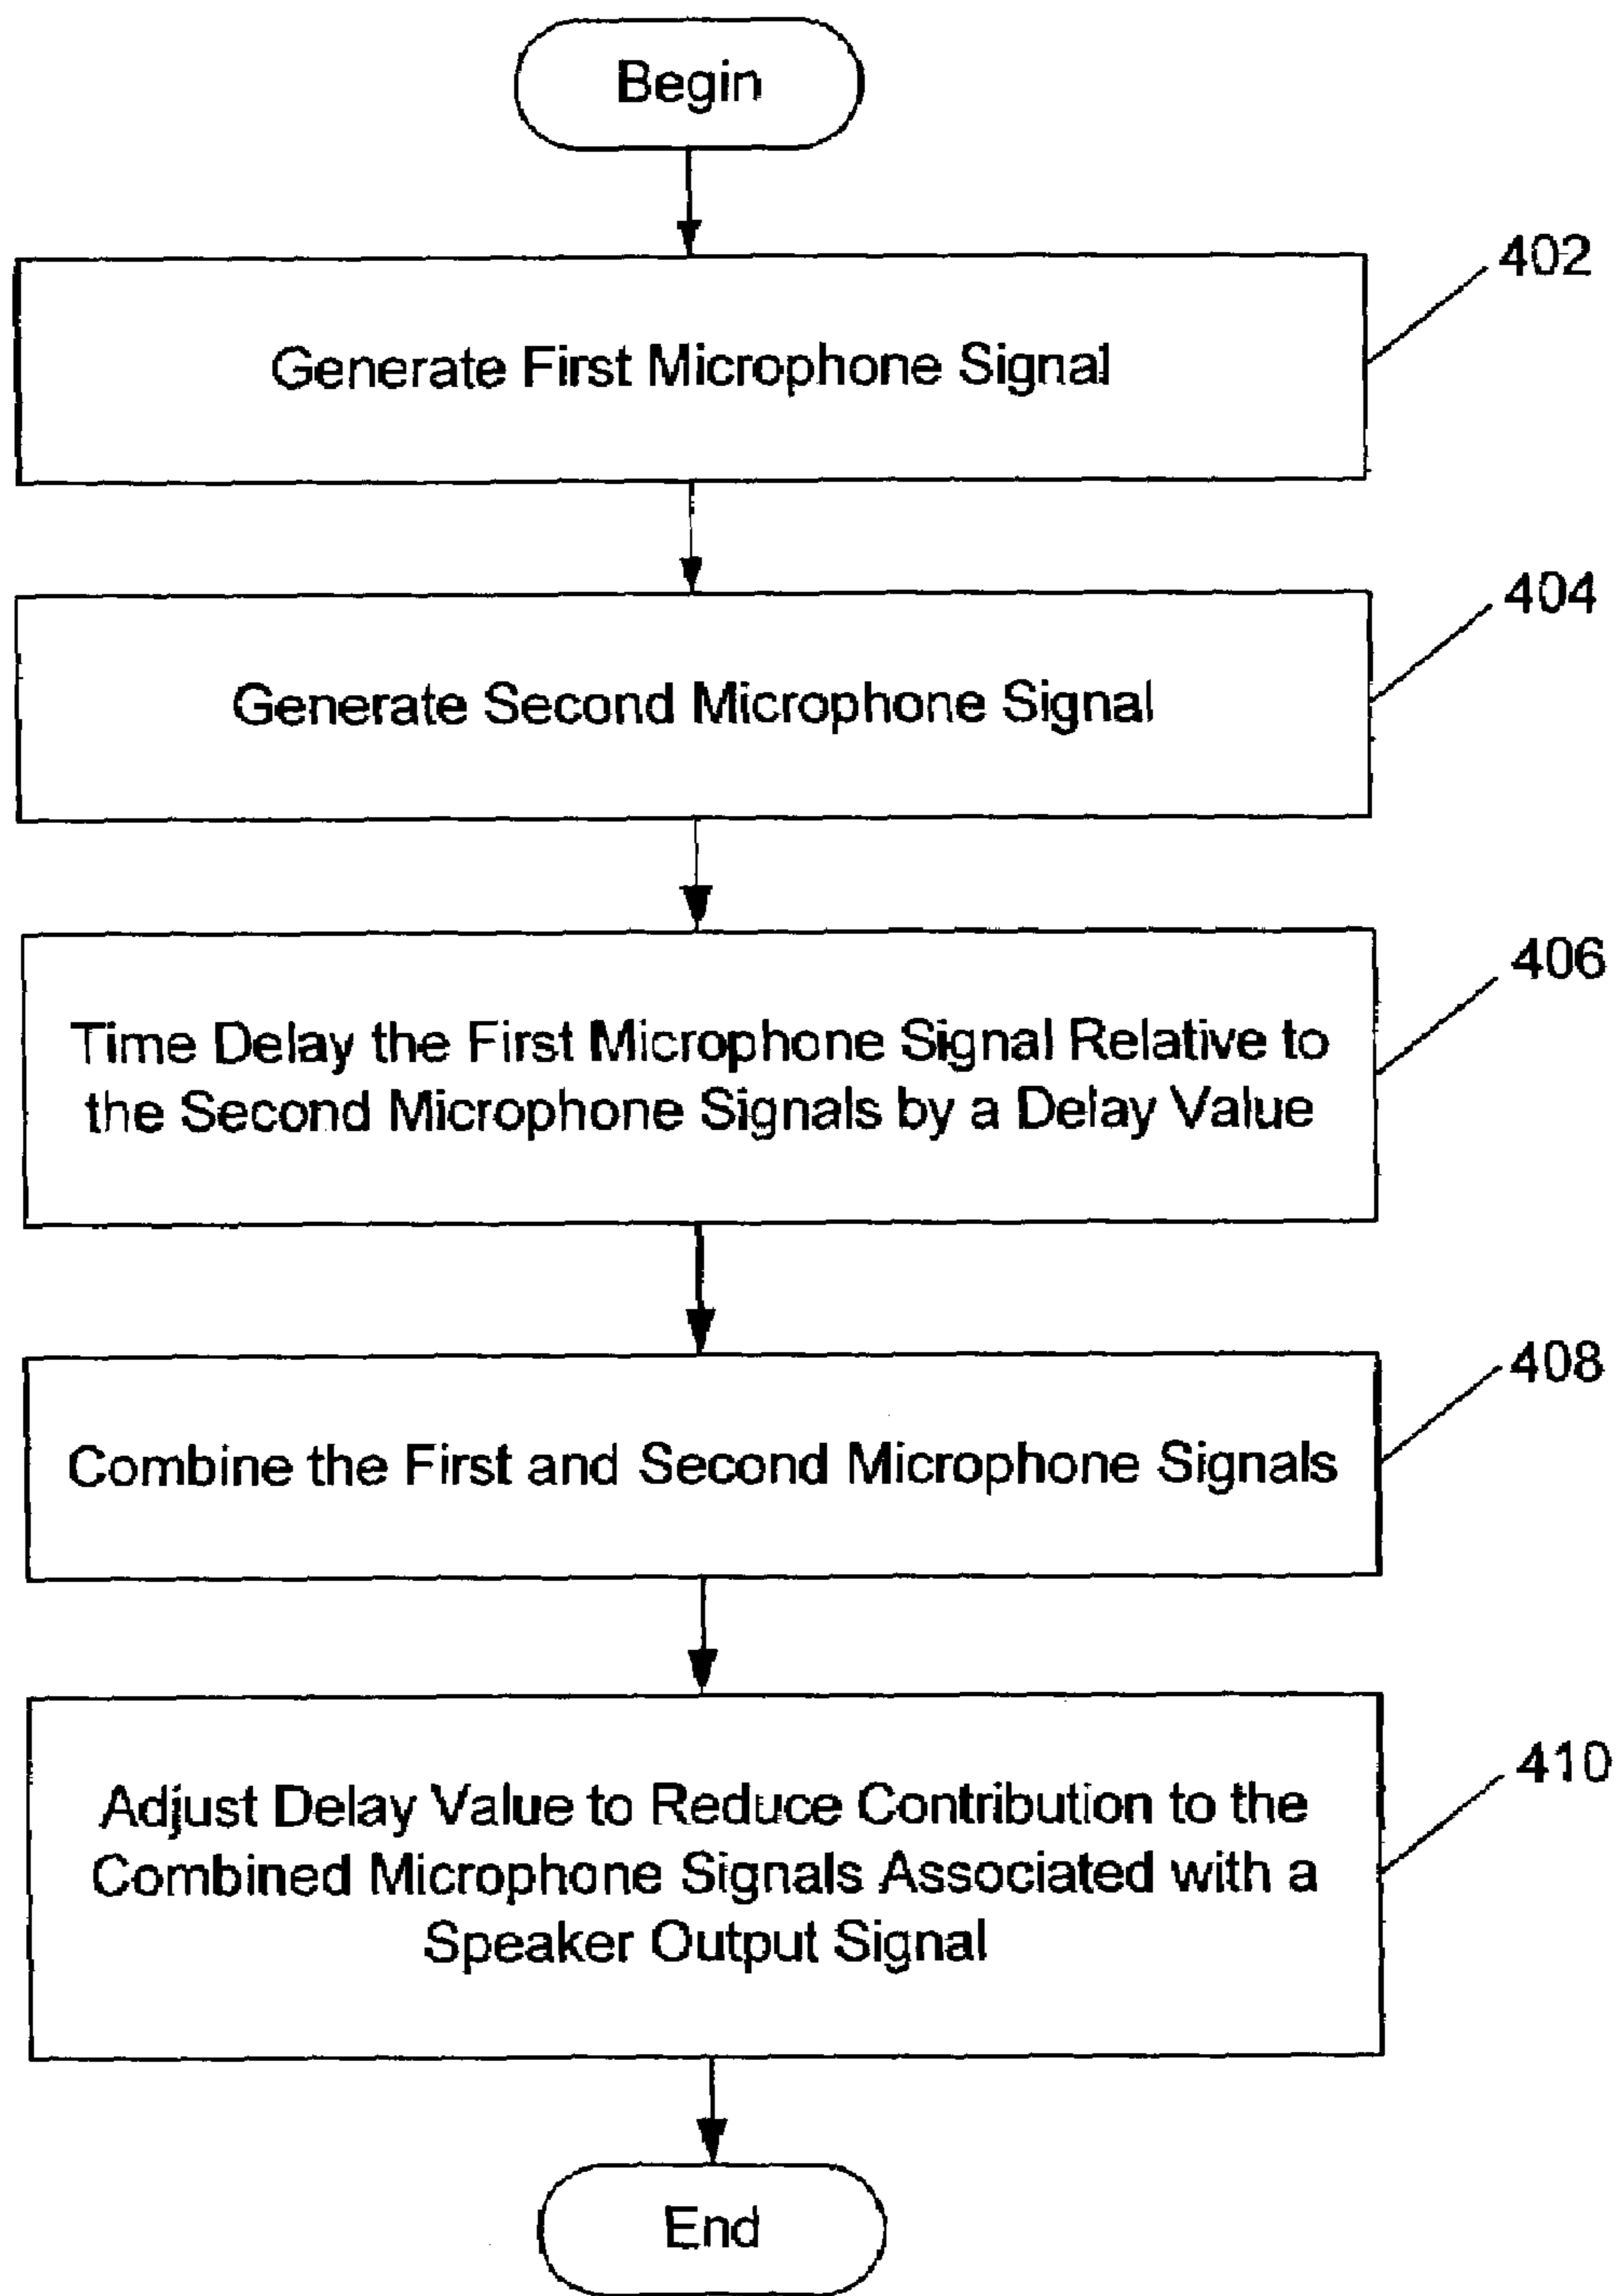 Begin
402
Generate First Microphone Signal
404
Generate Second Microphone Signal
406
Time Delay the First Microphone Signal Relative to
the Second Microphone Signals by a Delay Value
408
Combine the First and Second Microphone Signals
410
Adjust Delay Value to Reduce Contribution to the
Combined Microphone Signals Associated with a
Speaker Output Signal
End